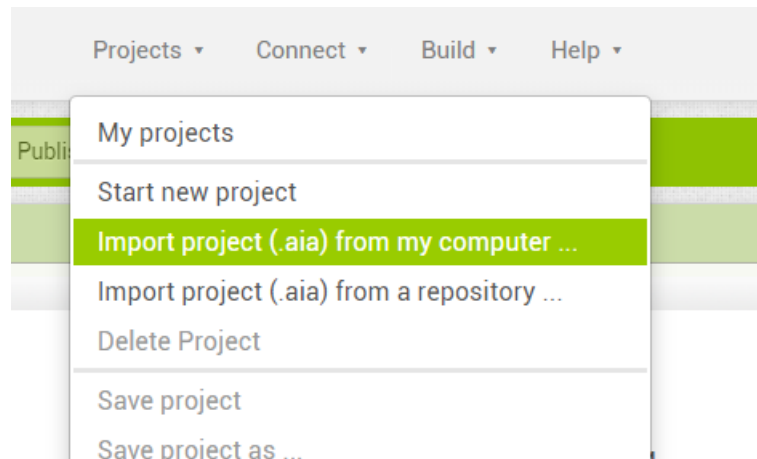 Projects ▾ Connect ▾ Build ▾ Help ▾
My projects
Publis
Start new project
Import project (.aia) from my computer ...
Import project (.aia) from a repository ...
Delete Project
Save project
Save project as ...